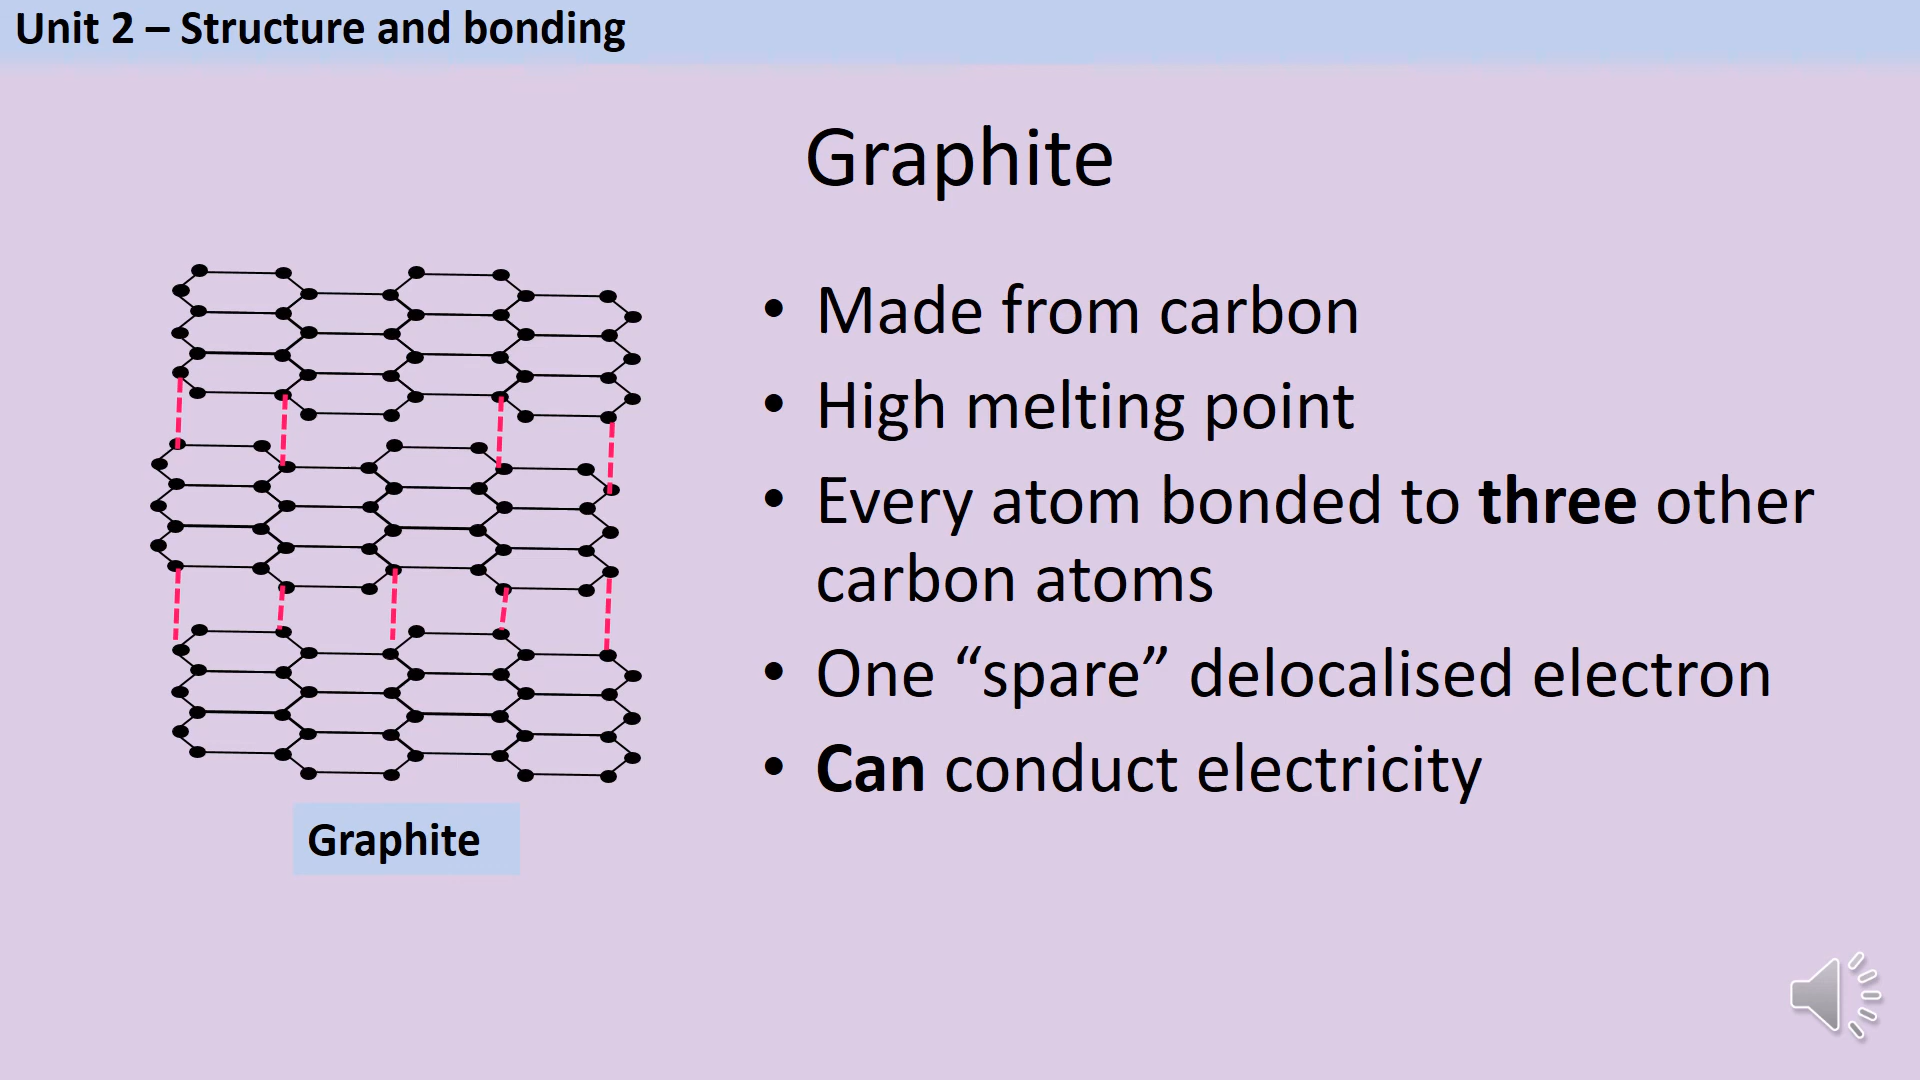 Unit 2 – Structure and bonding
Graphite
• Made from carbon
• High melting point
• Every atom bonded to three other
carbon atoms
• One “spare” delocalised electron
• Can conduct electricity
Graphite